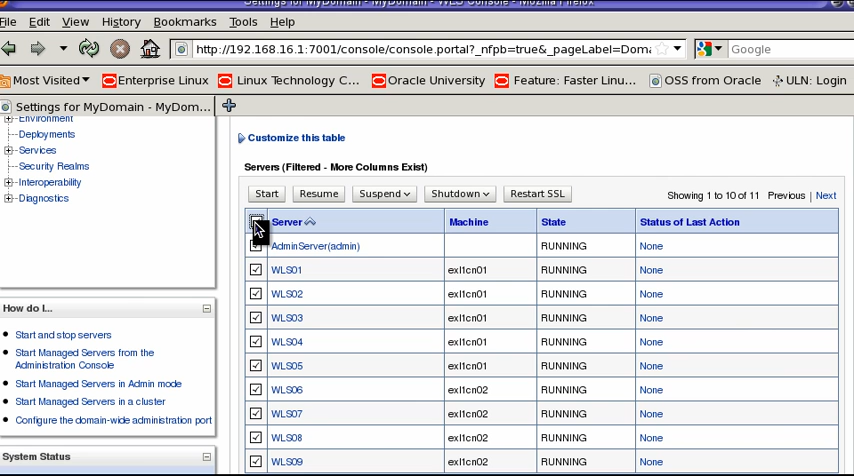 Settings for MyDomain - MyDomain - WLS Console - Mozilla Firefox
File Edit View History Bookmarks Tools Help
http://192.168.16.1:7001/console/console.portal?_nfpb=true&_pageLabel=Doma
Google
Most Visited Enterprise Linux Linux Technology C... Oracle University Feature: Faster Linu... OSS from Oracle ULN: Login
Settings for MyDomain - MyDom...
Environment
Deployments
Services
Security Realms
Interoperability
Diagnostics
How do I...
Start and stop servers
Start Managed Servers from the
Administration Console
Start Managed Servers in Admin mode
Start Managed Servers in a cluster
Configure the domain-wide administration port
System Status
Customize this table
Servers (Filtered - More Columns Exist)
Start Resume Suspend Shutdown Restart SSL
Showing 1 to 10 of 11 Previous | Next
Server Machine State Status of Last Action
AdminServer(admin) RUNNING None
WLS01 exl1cn01 RUNNING None
WLS02 exl1cn01 RUNNING None
WLS03 exl1cn01 RUNNING None
WLS04 exl1cn01 RUNNING None
WLS05 exl1cn01 RUNNING None
WLS06 exl1cn02 RUNNING None
WLS07 exl1cn02 RUNNING None
WLS08 exl1cn02 RUNNING None
WLS09 exl1cn02 RUNNING None